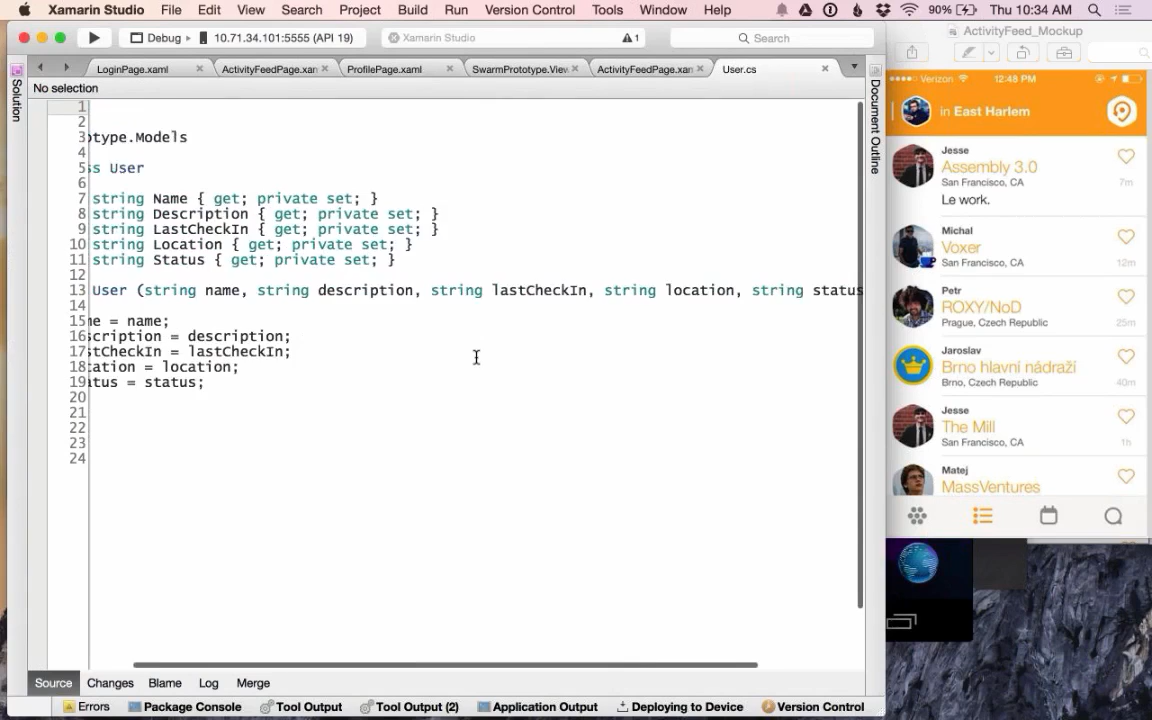 Xamarin Studio File Edit View Search Project Build Run Version Control Tools Window Help 90% Thu 10:34 AM
Debug 10.71.34.101:5555 (API 19) Xamarin Studio 1 Search
LoginPage.xaml ActivityFeedPage.xan ProfilePage.xaml SwarmPrototype.View ActivityFeedPage.xan User.cs
No selection
Solution
Document Outline
1
2
3 otype.Models
4
5 ss User
6
7 string Name { get; private set; }
8 string Description { get; private set; }
9 string LastCheckIn { get; private set; }
10 string Location { get; private set; }
11 string Status { get; private set; }
12
13 User (string name, string description, string lastCheckIn, string location, string status
15 me = name;
16 scription = description;
17 stCheckIn = lastCheckIn;
18 cation = location;
19 atus = status;
20
21
22
23
24
Source Changes Blame Log Merge
Errors Package Console Tool Output Tool Output (2) Application Output Deploying to Device Version Control
ActivityFeed_Mockup
Verizon 12:48 PM
in East Harlem
Jesse
Assembly 3.0
San Francisco, CA 7m
Le work.
Michal
Voxer
San Francisco, CA 12m
Petr
ROXY/NoD
Prague, Czech Republic 25m
Jaroslav
Brno hlavní nádraží
Brno, Czech Republic 40m
Jesse
The Mill
San Francisco, CA 1h
Matej
MassVentures